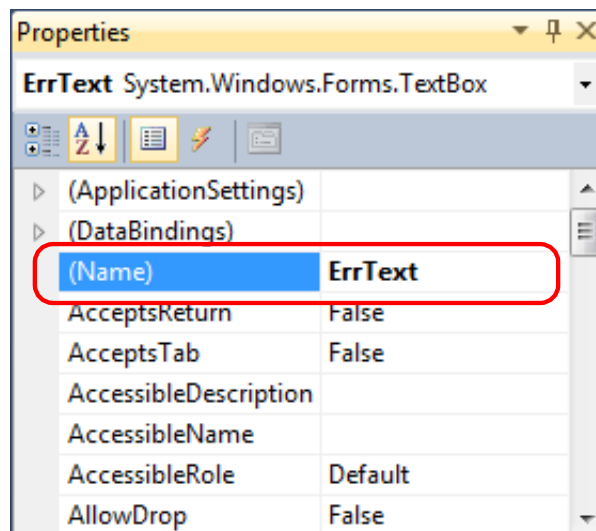 Properties
ErrText System.Windows.Forms.TextBox
(ApplicationSettings)
(DataBindings)
(Name) ErrText
AcceptsReturn False
AcceptsTab False
AccessibleDescription
AccessibleName
AccessibleRole Default
AllowDrop False